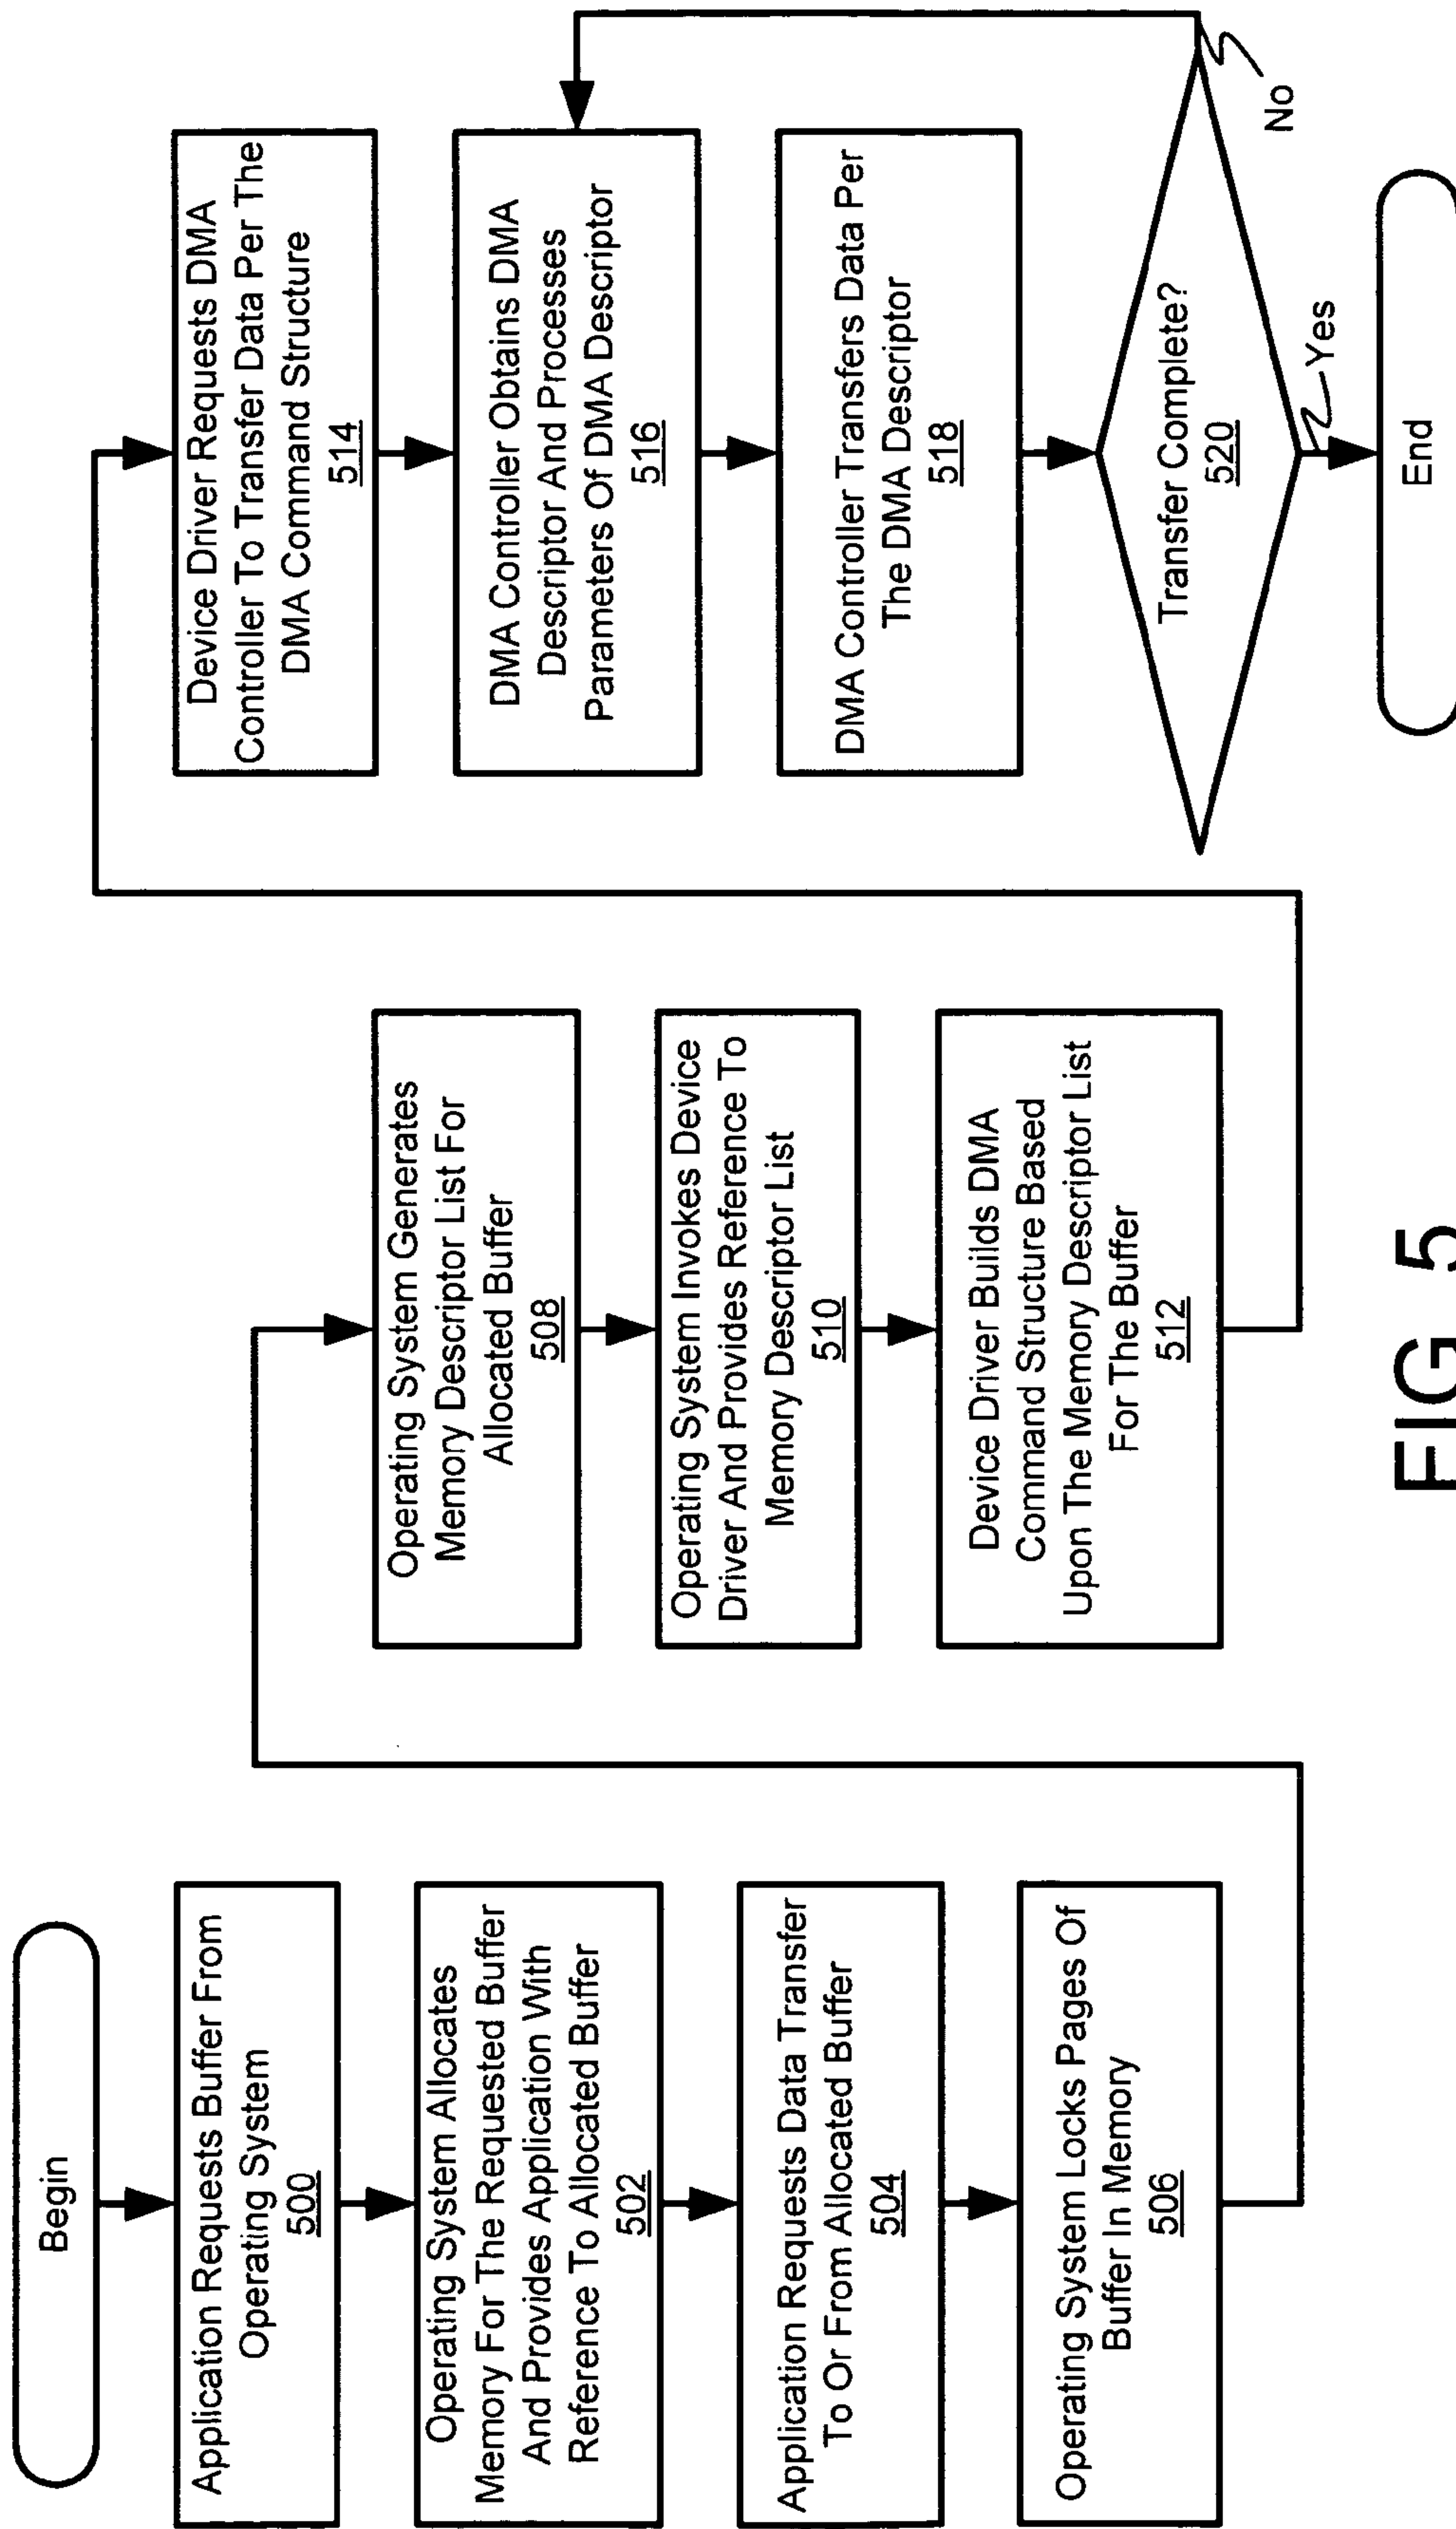 Begin
Application Requests Buffer From
Operating System
500
Operating System Allocates
Memory For The Requested Buffer
And Provides Application With
Reference To Allocated Buffer
502
Application Requests Data Transfer
To Or From Allocated Buffer
504
Operating System Locks Pages Of
Buffer In Memory
506
Operating System Generates
Memory Descriptor List For
Allocated Buffer
508
Operating System Invokes Device
Driver And Provides Reference To
Memory Descriptor List
510
Device Driver Builds DMA
Command Structure Based
Upon The Memory Descriptor List
For The Buffer
512
Device Driver Requests DMA
Controller To Transfer Data Per The
DMA Command Structure
514
DMA Controller Obtains DMA
Descriptor And Processes
Parameters Of DMA Descriptor
516
DMA Controller Transfers Data Per
The DMA Descriptor
518
Transfer Complete?
520
No
Yes
End
FIG 5